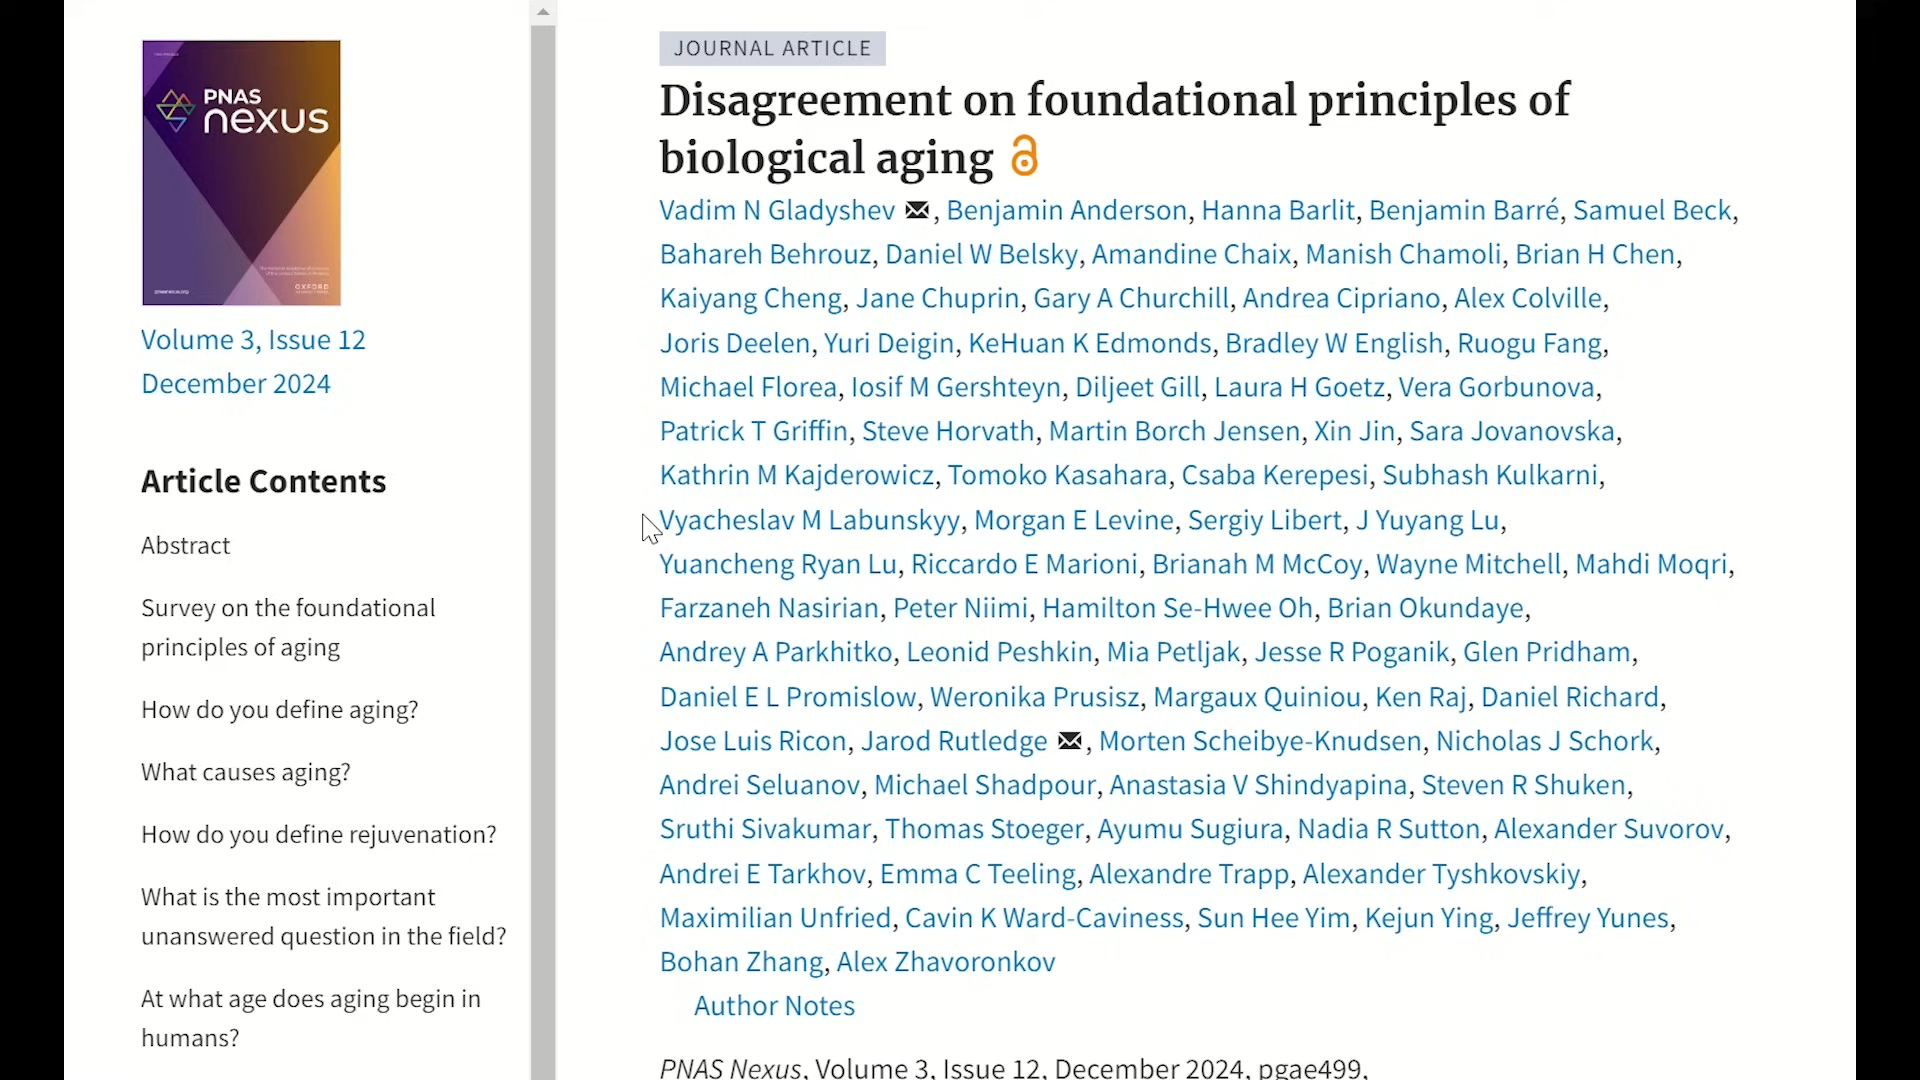 PNAS
nexus
pnasnexus.org
OXFORD
Volume 3, Issue 12
December 2024
Article Contents
Abstract
Survey on the foundational
principles of aging
How do you define aging?
What causes aging?
How do you define rejuvenation?
What is the most important
unanswered question in the field?
At what age does aging begin in
humans?
JOURNAL ARTICLE
Disagreement on foundational principles of
biological aging
Vadim N Gladyshev, Benjamin Anderson, Hanna Barlit, Benjamin Barré, Samuel Beck,
Bahareh Behrouz, Daniel W Belsky, Amandine Chaix, Manish Chamoli, Brian H Chen,
Kaiyang Cheng, Jane Chuprin, Gary A Churchill, Andrea Cipriano, Alex Colville,
Joris Deelen, Yuri Deigin, KeHuan K Edmonds, Bradley W English, Ruogu Fang,
Michael Florea, Iosif M Gershteyn, Diljeet Gill, Laura H Goetz, Vera Gorbunova,
Patrick T Griffin, Steve Horvath, Martin Borch Jensen, Xin Jin, Sara Jovanovska,
Kathrin M Kajderowicz, Tomoko Kasahara, Csaba Kerepesi, Subhash Kulkarni,
Vyacheslav M Labunskyy, Morgan E Levine, Sergiy Libert, J Yuyang Lu,
Yuancheng Ryan Lu, Riccardo E Marioni, Brianah M McCoy, Wayne Mitchell, Mahdi Moqri,
Farzaneh Nasirian, Peter Niimi, Hamilton Se-Hwee Oh, Brian Okundaye,
Andrey A Parkhitko, Leonid Peshkin, Mia Petljak, Jesse R Poganik, Glen Pridham,
Daniel E L Promislow, Weronika Prusisz, Margaux Quiniou, Ken Raj, Daniel Richard,
Jose Luis Ricon, Jarod Rutledge, Morten Scheibye-Knudsen, Nicholas J Schork,
Andrei Seluanov, Michael Shadpour, Anastasia V Shindyapina, Steven R Shuken,
Sruthi Sivakumar, Thomas Stoeger, Ayumu Sugiura, Nadia R Sutton, Alexander Suvorov,
Andrei E Tarkhov, Emma C Teeling, Alexandre Trapp, Alexander Tyshkovskiy,
Maximilian Unfried, Cavin K Ward-Caviness, Sun Hee Yim, Kejun Ying, Jeffrey Yunes,
Bohan Zhang, Alex Zhavoronkov
Author Notes
PNAS Nexus, Volume 3, Issue 12, December 2024, pgae499,